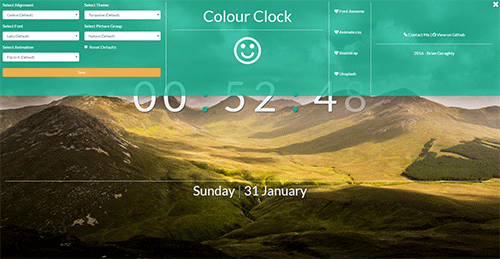 Select Alignment
Centre (Default)
Select Font
Lato (Default)
Select Animation
Flip In X (Default)
Select Theme
Turquoise (Default)
Select Picture Group
Nature (Default)
Reset Defaults
Save
Colour Clock
Font Awesome
Animate.css
Bootstrap
Unsplash
Contact Me | View on Github
2016 - Brian Geraghty
00 : 52 : 48
Sunday | 31 January